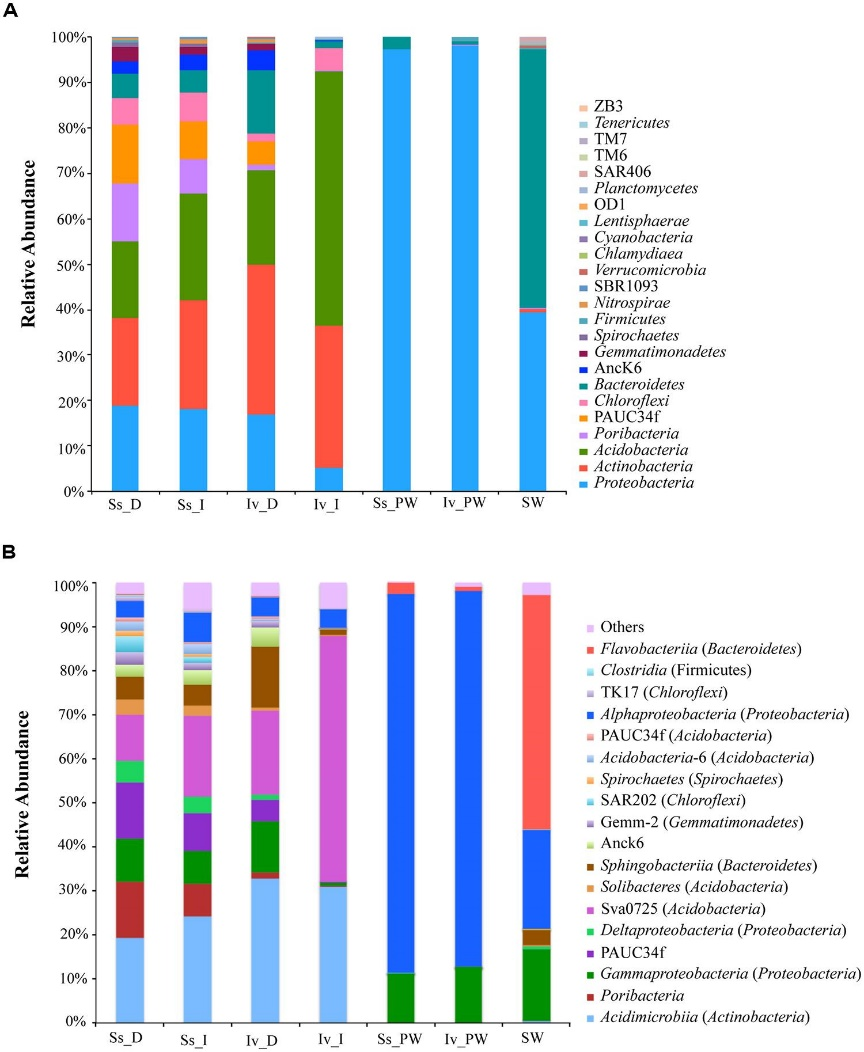 A
100%
90%
80%
70%
60%
50%
40%
30%
20%
10%
0%
Relative Abundance
Ss_D Ss_I Iv_D Iv_I Ss_PW Iv_PW SW
ZB3
Tenericutes
TM7
TM6
SAR406
Planctomycetes
OD1
Lentisphaerae
Cyanobacteria
Chlamydiaea
Verrucomicrobia
SBR1093
Nitrospirae
Firmicutes
Spirochaetes
Gemmatimonadetes
AncK6
Bacteroidetes
Chloroflexi
PAUC34f
Poribacteria
Acidobacteria
Actinobacteria
Proteobacteria
B
100%
90%
80%
70%
60%
50%
40%
30%
20%
10%
0%
Relative Abundance
Ss_D Ss_I Iv_D Iv_I Ss_PW Iv_PW SW
Others
Flavobacteriia (Bacteroidetes)
Clostridia (Firmicutes)
TK17 (Chloroflexi)
Alphaproteobacteria (Proteobacteria)
PAUC34f (Acidobacteria)
Acidobacteria-6 (Acidobacteria)
Spirochaetes (Spirochaetes)
SAR202 (Chloroflexi)
Gemm-2 (Gemmatimonadetes)
Anck6
Sphingobacteriia (Bacteroidetes)
Solibacteres (Acidobacteria)
Sva0725 (Acidobacteria)
Deltaproteobacteria (Proteobacteria)
PAUC34f
Gammaproteobacteria (Proteobacteria)
Poribacteria
Acidimicrobiia (Actinobacteria)